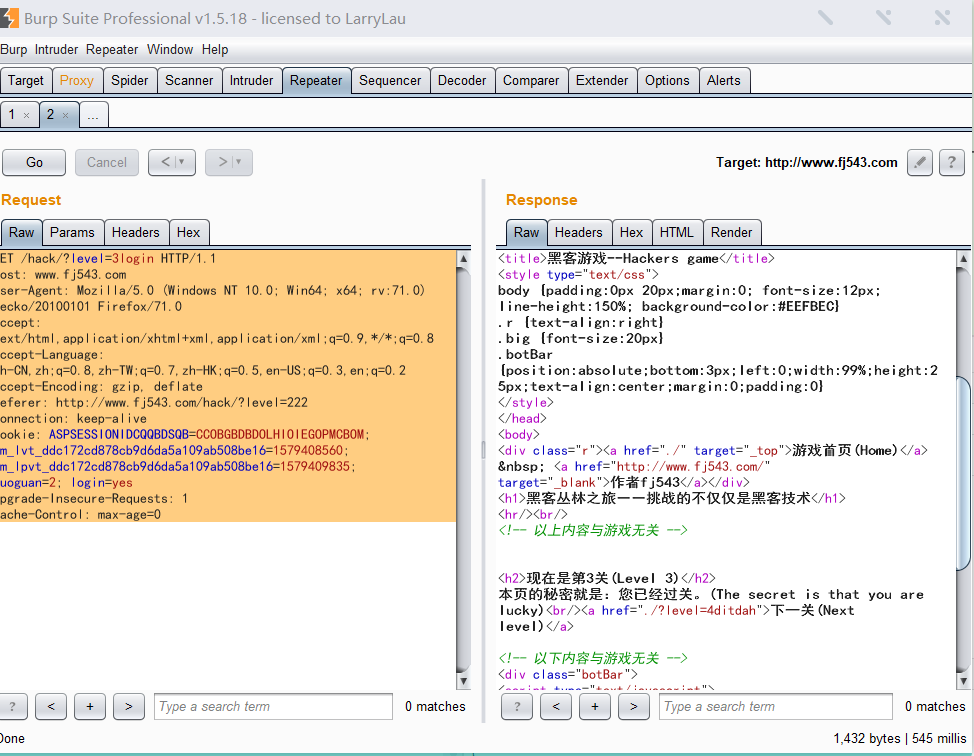 Burp Suite Professional v1.5.18 - licensed to LarryLau
Burp Intruder Repeater Window Help
Target Proxy Spider Scanner Intruder Repeater Sequencer Decoder Comparer Extender Options Alerts
1 × 2 × ...
Go Cancel < > Target: http://www.fj543.com ?
Request
Raw Params Headers Hex
ET /hack/?level=3login HTTP/1.1
ost: www.fj543.com
ser-Agent: Mozilla/5.0 (Windows NT 10.0; Win64; x64; rv:71.0)
ecko/20100101 Firefox/71.0
ccept:
ext/html,application/xhtml+xml,application/xml;q=0.9,*/*;q=0.8
ccept-Language:
h-CN,zh;q=0.8,zh-TW;q=0.7,zh-HK;q=0.5,en-US;q=0.3,en;q=0.2
ccept-Encoding: gzip, deflate
eferer: http://www.fj543.com/hack/?level=222
onnection: keep-alive
ookie: ASPSESSIONIDCQQBDSQB=CCOBGBDBDOLHIOIEGOPMCBOM;
m_lvt_ddc172cd878cb9d6da5a109ab508be16=1579408560;
m_lpvt_ddc172cd878cb9d6da5a109ab508be16=1579409835;
uoguan=2; login=yes
pgrade-Insecure-Requests: 1
ache-Control: max-age=0
? < + > Type a search term 0 matches
Response
Raw Headers Hex HTML Render
<title>黑客游戏--Hackers game</title>
<style type="text/css">
body {padding:0px 20px;margin:0; font-size:12px;
line-height:150%; background-color:#EEFBEC}
.r {text-align:right}
.big {font-size:20px}
.botBar
{position:absolute;bottom:3px;left:0;width:99%;height:2
5px;text-align:center;margin:0;padding:0}
</style>
</head>
<body>
<div class="r"><a href="./" target="_top">游戏首页(Home)</a>
&nbsp; <a href="http://www.fj543.com/"
target="_blank">作者fj543</a></div>
<h1>黑客丛林之旅——挑战的不仅仅是黑客技术</h1>
<hr/><br/>
<!-- 以上内容与游戏无关 -->
<h2>现在是第3关(Level 3)</h2>
本页的秘密就是：您已经过关。(The secret is that you are
lucky)<br/><a href="./?level=4ditdah">下一关(Next
level)</a>
<!-- 以下内容与游戏无关 -->
<div class="botBar">
<script type="text/javascript">
? < + > Type a search term 0 matches
Done 1,432 bytes | 545 millis